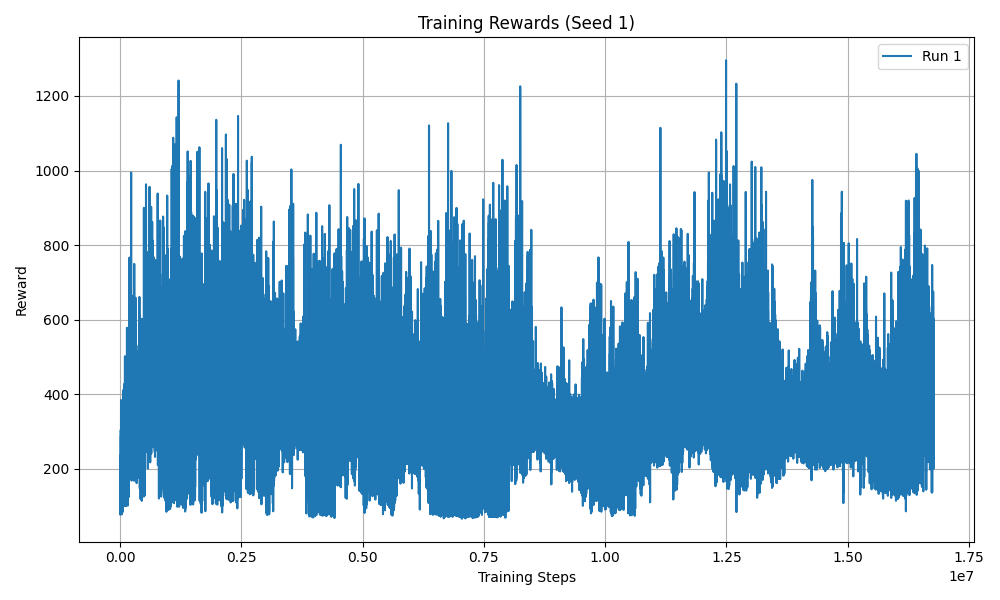 Training Rewards (Seed 1)
Run 1
Reward
1200
1000
800
600
400
200
0.00 0.25 0.50 0.75 1.00 1.25 1.50 1.75
1e7
Training Steps